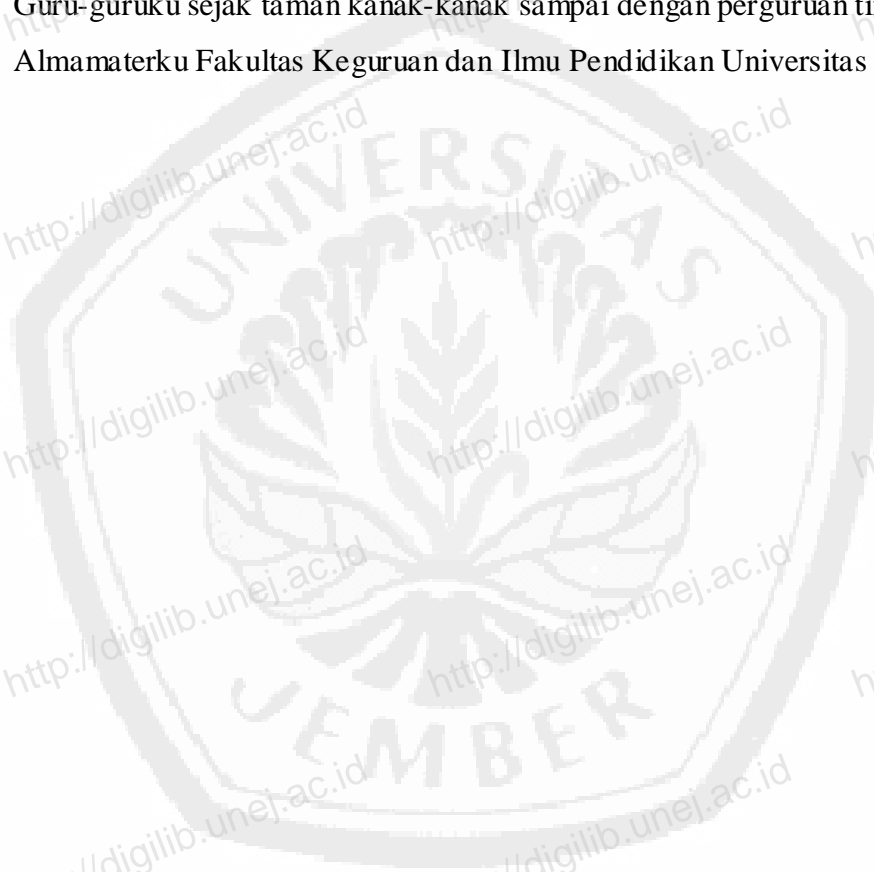 Guru-guruku sejak taman kanak-kanak sampai dengan perguruan
Almamaterku Fakultas Keguruan dan Ilmu Pendidikan Universitas
http://digilib.unej.ac.id http://digilib.unej.ac.id
http://digilib.unej.ac.id http://digilib.unej.ac.id
http://digilib.unej.ac.id http://digilib.unej.ac.id
http://digilib.unej.ac.id http://digilib.unej.ac.id
UNIVERSITAS
JEMBER